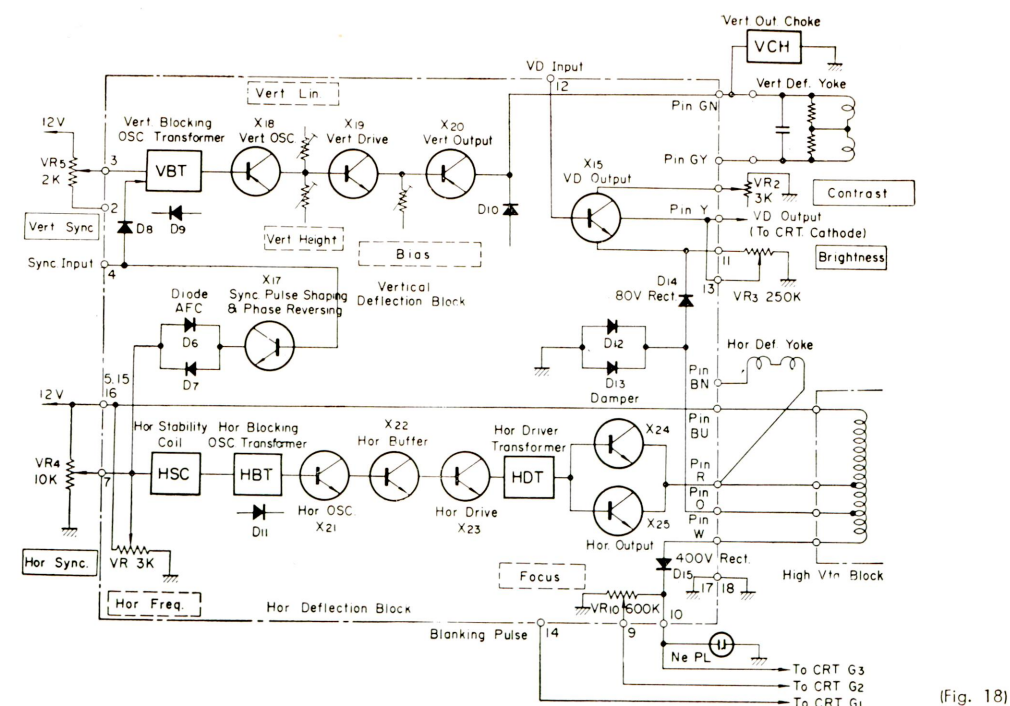 Vert Out Choke
VCH
VD Input
12
Vert Lin.
Pin GN
Vert Def. Yoke
12V
Vert. Blocking
OSC Transformer
X18
Vert OSC
X19
Vert Drive
X20
Vert Output
VR5
2K
3
VBT
Pin GY
X15
VD Output
VR2
3K
Contrast
2
D8
D9
D10
Pin Y
VD Output
(To CRT. Cathode)
Vert Sync
Vert Height
Bias
11
Brightness
Sync. Input
4
Vertical
Deflection Block
D14
80V Rect.
13
VR3 250K
X17
Sync. Pulse Shaping
& Phase Reversing
Diode
AFC
D6
D7
D12
D13
Damper
Hor Def. Yoke
Pin
BN
5.15
16
12V
Pin
BU
Hor Stability
Coil
Hor Blocking
OSC Transformer
X22
Hor Buffer
Hor Driver
Transformer
X24
VR4
10K
7
HSC
HBT
HDT
Pin
R
Pin
O
Hor OSC.
X21
Hor Drive
X23
X25
Hor. Output
Pin
W
D11
VR 3K
Hor Sync.
400V Rect.
D15
Focus
17
18
High Vtg Block
Hor Freq.
Hor Deflection Block
VR10
600K
10
Blanking Pulse
14
9
Ne PL
To CRT G3
To CRT G2
To CRT G1
(Fig. 18)